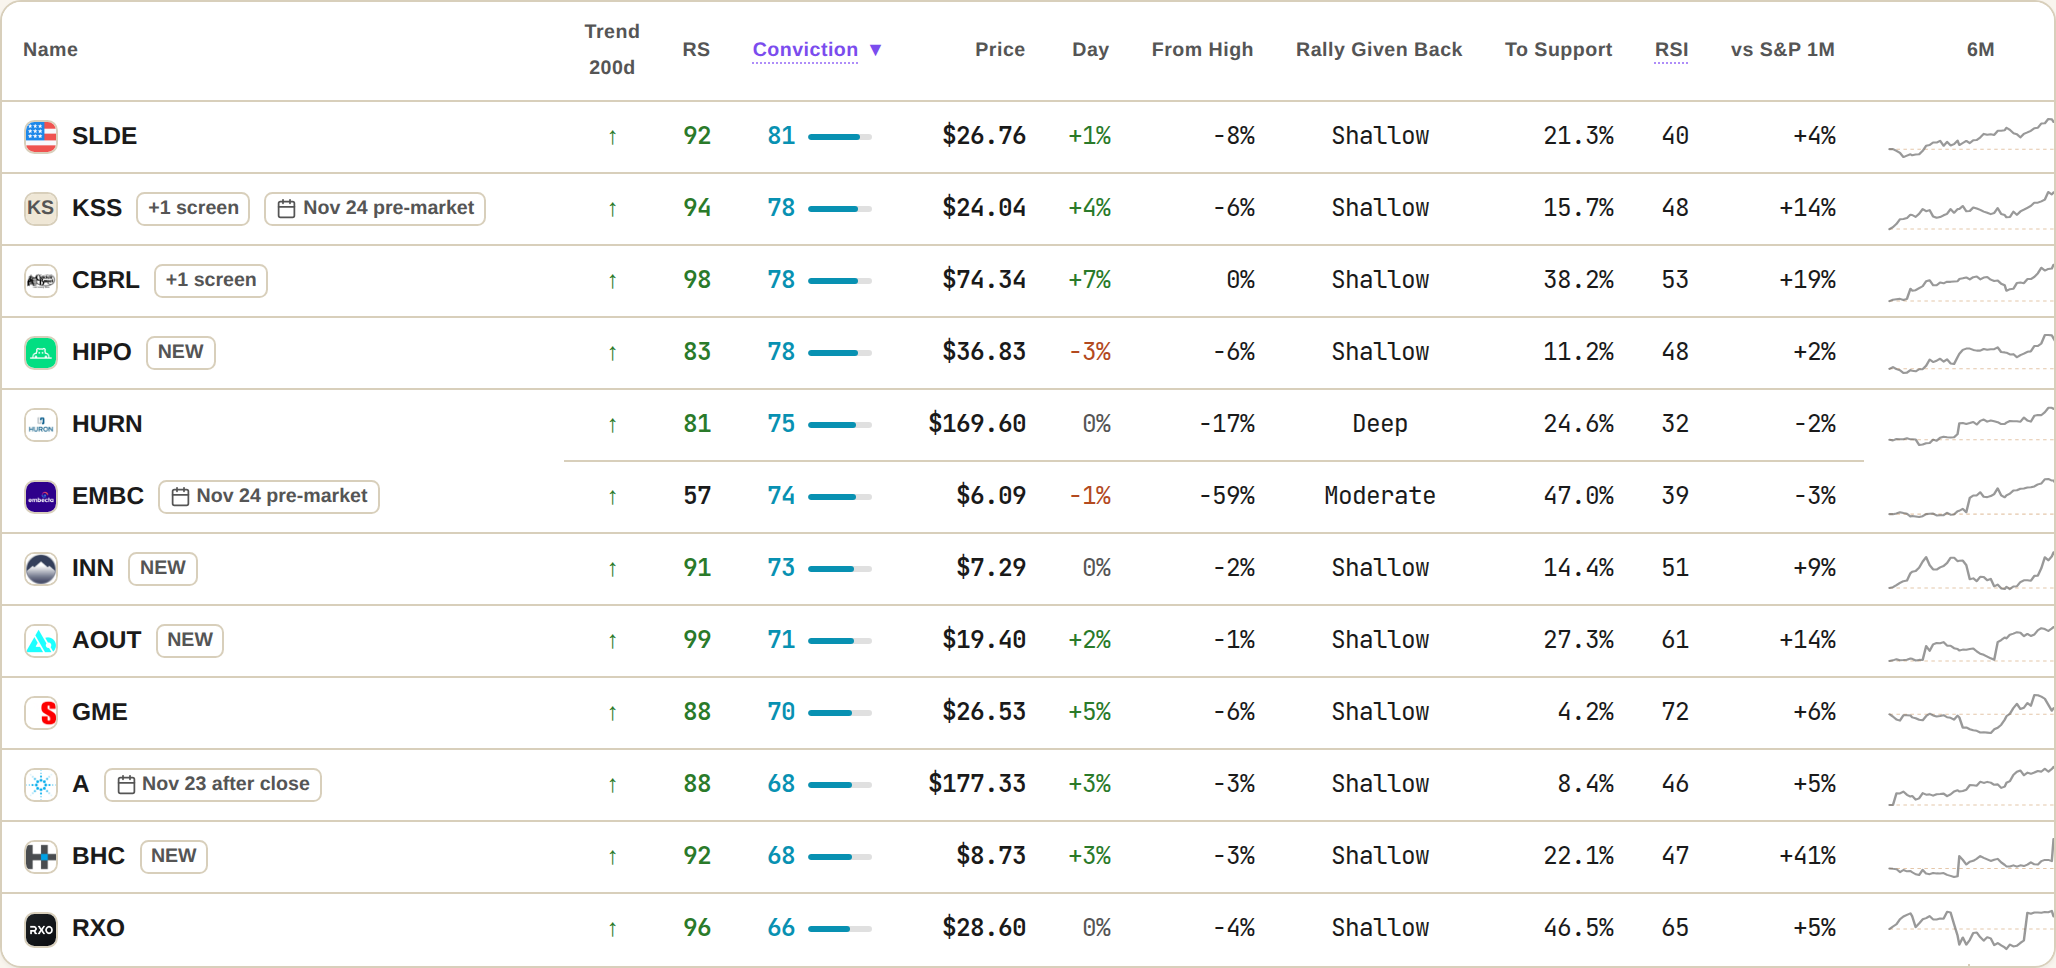 Name Trend 200d RS Conviction ▼ Price Day From High Rally Given Back To Support RSI vs S&P 1M 6M
SLDE ↑ 92 81 $26.76 +1% -8% Shallow 21.3% 40 +4%
KS KSS +1 screen Nov 24 pre-market ↑ 94 78 $24.04 +4% -6% Shallow 15.7% 48 +14%
CBRL +1 screen ↑ 98 78 $74.34 +7% 0% Shallow 38.2% 53 +19%
HIPO NEW ↑ 83 78 $36.83 -3% -6% Shallow 11.2% 48 +2%
HURON HURN ↑ 81 75 $169.60 0% -17% Deep 24.6% 32 -2%
embecta EMBC Nov 24 pre-market ↑ 57 74 $6.09 -1% -59% Moderate 47.0% 39 -3%
INN NEW ↑ 91 73 $7.29 0% -2% Shallow 14.4% 51 +9%
AOUT NEW ↑ 99 71 $19.40 +2% -1% Shallow 27.3% 61 +14%
GME ↑ 88 70 $26.53 +5% -6% Shallow 4.2% 72 +6%
A Nov 23 after close ↑ 88 68 $177.33 +3% -3% Shallow 8.4% 46 +5%
BHC NEW ↑ 92 68 $8.73 +3% -3% Shallow 22.1% 47 +41%
RXO RXO ↑ 96 66 $28.60 0% -4% Shallow 46.5% 65 +5%